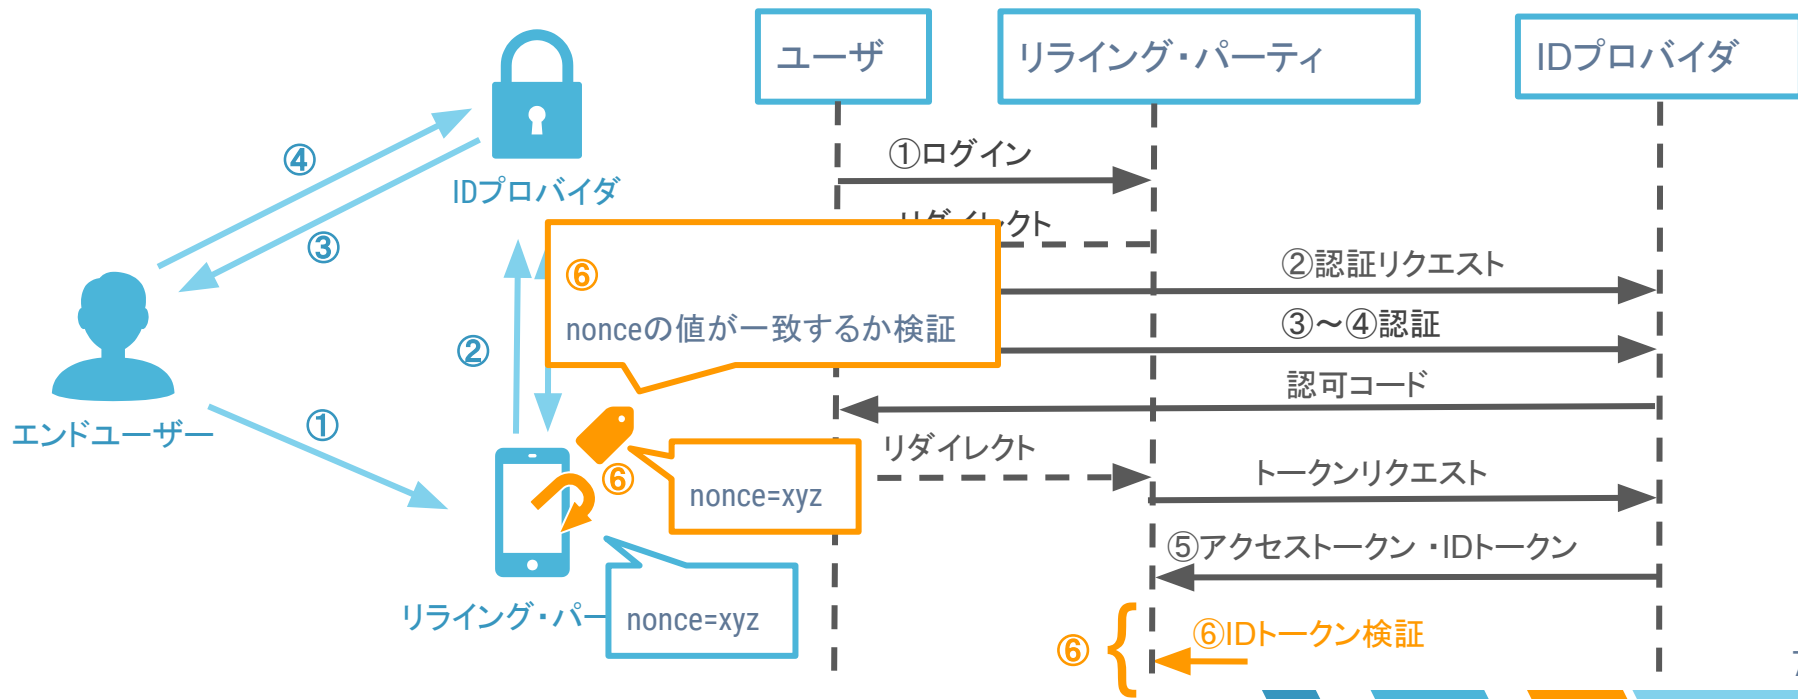 ユーザ
リライング・パーティ
IDプロバイダ
④
③
IDプロバイダ
①ログイン
リダイレクト
②認証リクエスト
⑥
nonceの値が一致するか検証
③～④認証
②
認可コード
エンドユーザー
①
リダイレクト
トークンリクエスト
⑥
nonce=xyz
⑤アクセストークン・IDトークン
リライング・パー
nonce=xyz
⑥
⑥IDトークン検証